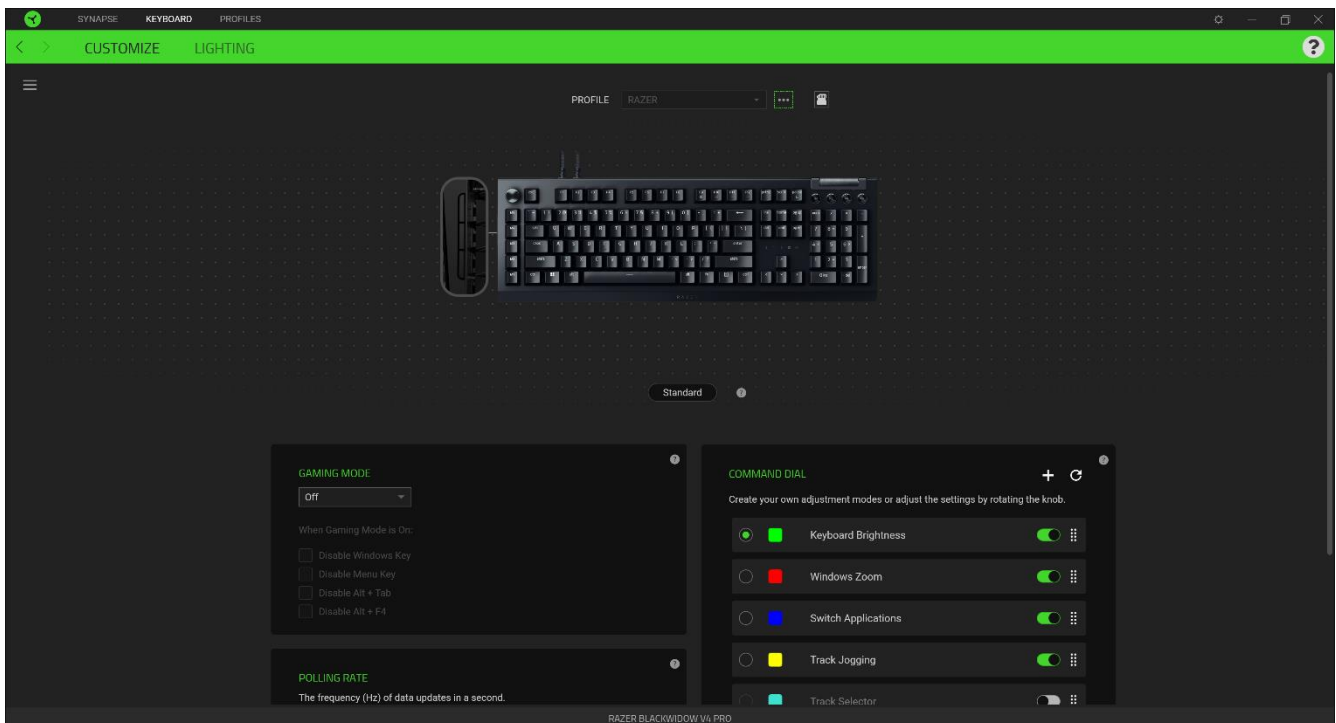 SYNAPSE KEYBOARD PROFILES
CUSTOMIZE LIGHTING
?
PROFILE RAZER
Standard ?
GAMING MODE ?
Off
When Gaming Mode is On:
Disable Windows Key
Disable Menu Key
Disable Alt + Tab
Disable Alt + F4
POLLING RATE ?
The frequency (Hz) of data updates in a second.
COMMAND DIAL ?
Create your own adjustment modes or adjust the settings by rotating the knob.
Keyboard Brightness
Windows Zoom
Switch Applications
Track Jogging
Track Selector
RAZER BLACKWIDOW V4 PRO